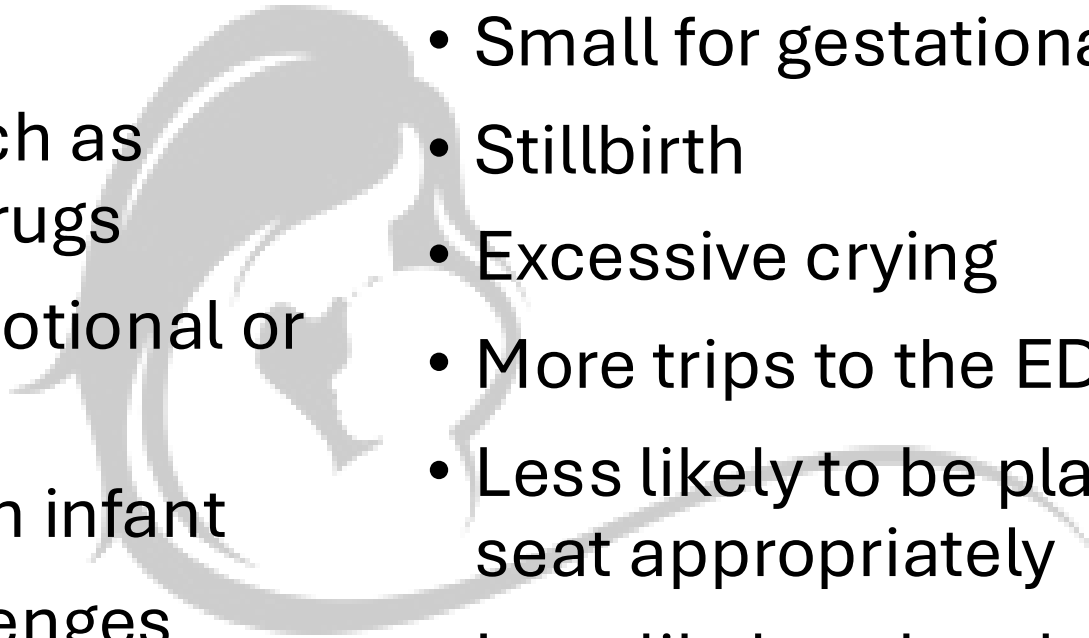 ch as
rugs
otional or
n infant
enges
• Small for gestationa
• Stillbirth
• Excessive crying
• More trips to the ED
• Less likely to be pla
seat appropriately